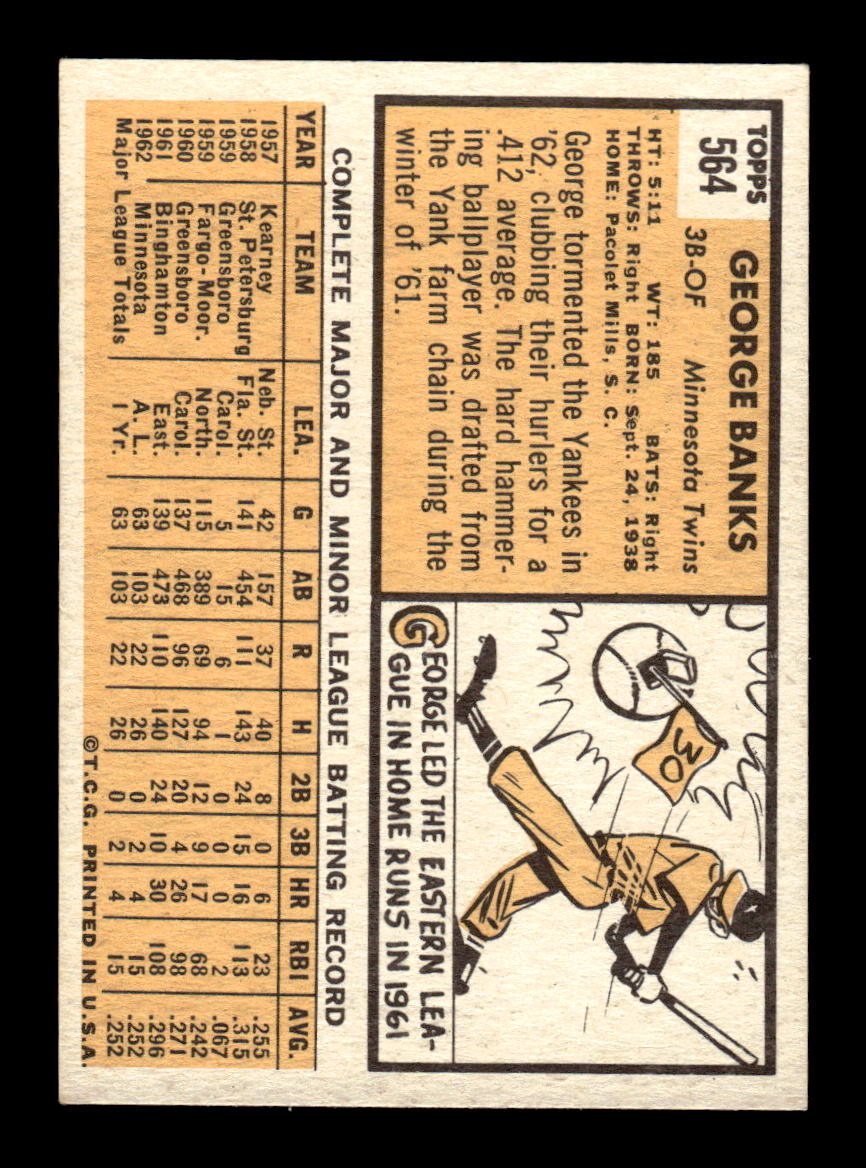 TOPPS
564
GEORGE BANKS
3B-OF Minnesota Twins
HT: 5:11 WT: 185 BATS: Right
THROWS: Right BORN: Sept. 24, 1938
HOME: Pacolet Mills, S. C.
George tormented the Yankees in
'62, clubbing their hurlers for a
.412 average. The hard hammer-
ing ballplayer was drafted from
the Yank farm chain during the
winter of '61.
30
GEORGE LED THE EASTERN LEA-
GUE IN HOME RUNS IN 1961
COMPLETE MAJOR AND MINOR LEAGUE BATTING RECORD
YEAR TEAM LEA. G AB R H 2B 3B HR RBI AVG.
1957 Kearney Neb. St. 42 157 37 40 8 0 6 23 .255
1958 St. Petersburg Fla. St. 141 454 111 143 24 15 16 113 .315
1959 Greensboro Carol. 5 15 6 1 0 0 0 2 .067
1959 Fargo-Moor. North. 115 389 69 94 12 9 17 68 .242
1960 Greensboro Carol. 137 468 96 127 20 4 26 98 .271
1961 Binghamton East. 139 473 110 140 24 10 30 108 .296
1962 Minnesota A. L. 63 103 22 26 0 2 4 15 .252
Major League Totals 1 Yr. 63 103 22 26 0 2 4 15 .252
©T.C.G. PRINTED IN U.S.A.